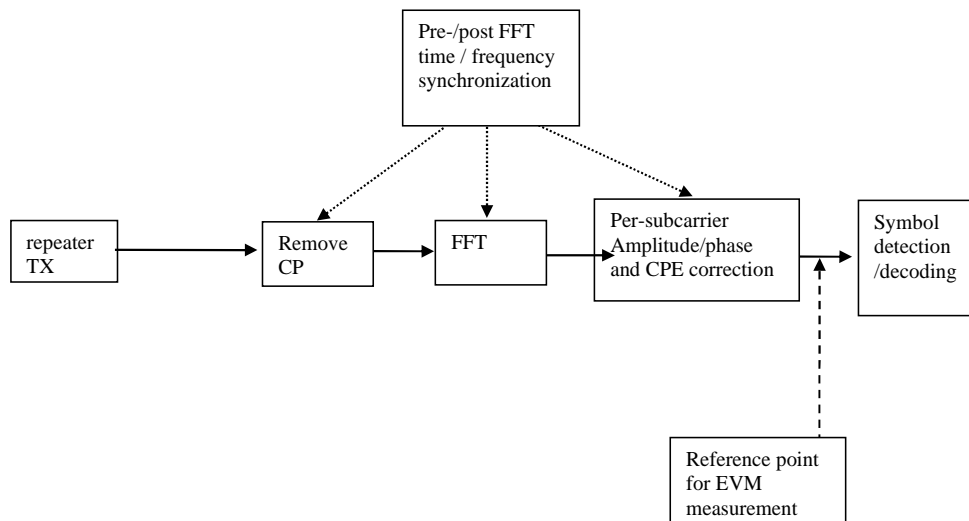 Pre-/post FFT
time / frequency
synchronization
repeater
TX
Remove
CP
FFT
Per-subcarrier
Amplitude/phase
and CPE correction
Symbol
detection
/decoding
Reference point
for EVM
measurement